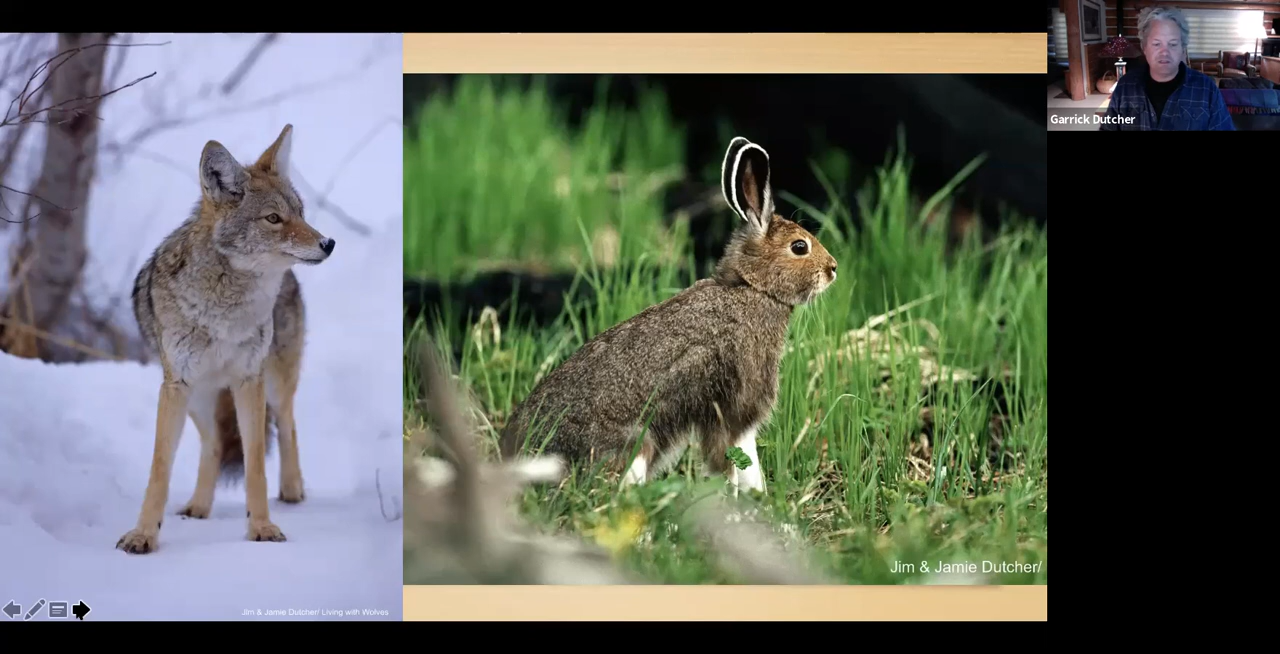 Garrick Dutcher
Jim & Jamie Dutcher/
Jim & Jamie Dutcher/ Living with Wolves